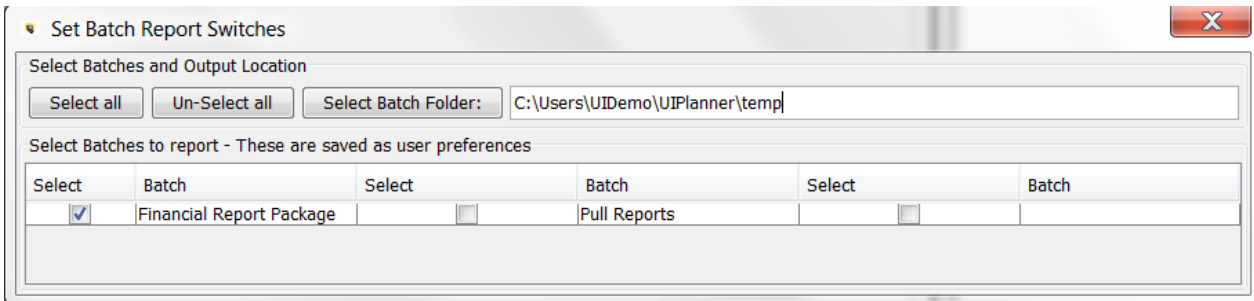 Set Batch Report Switches
Select Batches and Output Location
Select all Un-Select all Select Batch Folder: C:\Users\UIDemo\UIPlanner\temp
Select Batches to report - These are saved as user preferences
Select Batch Select Batch Select Batch
Financial Report Package Pull Reports